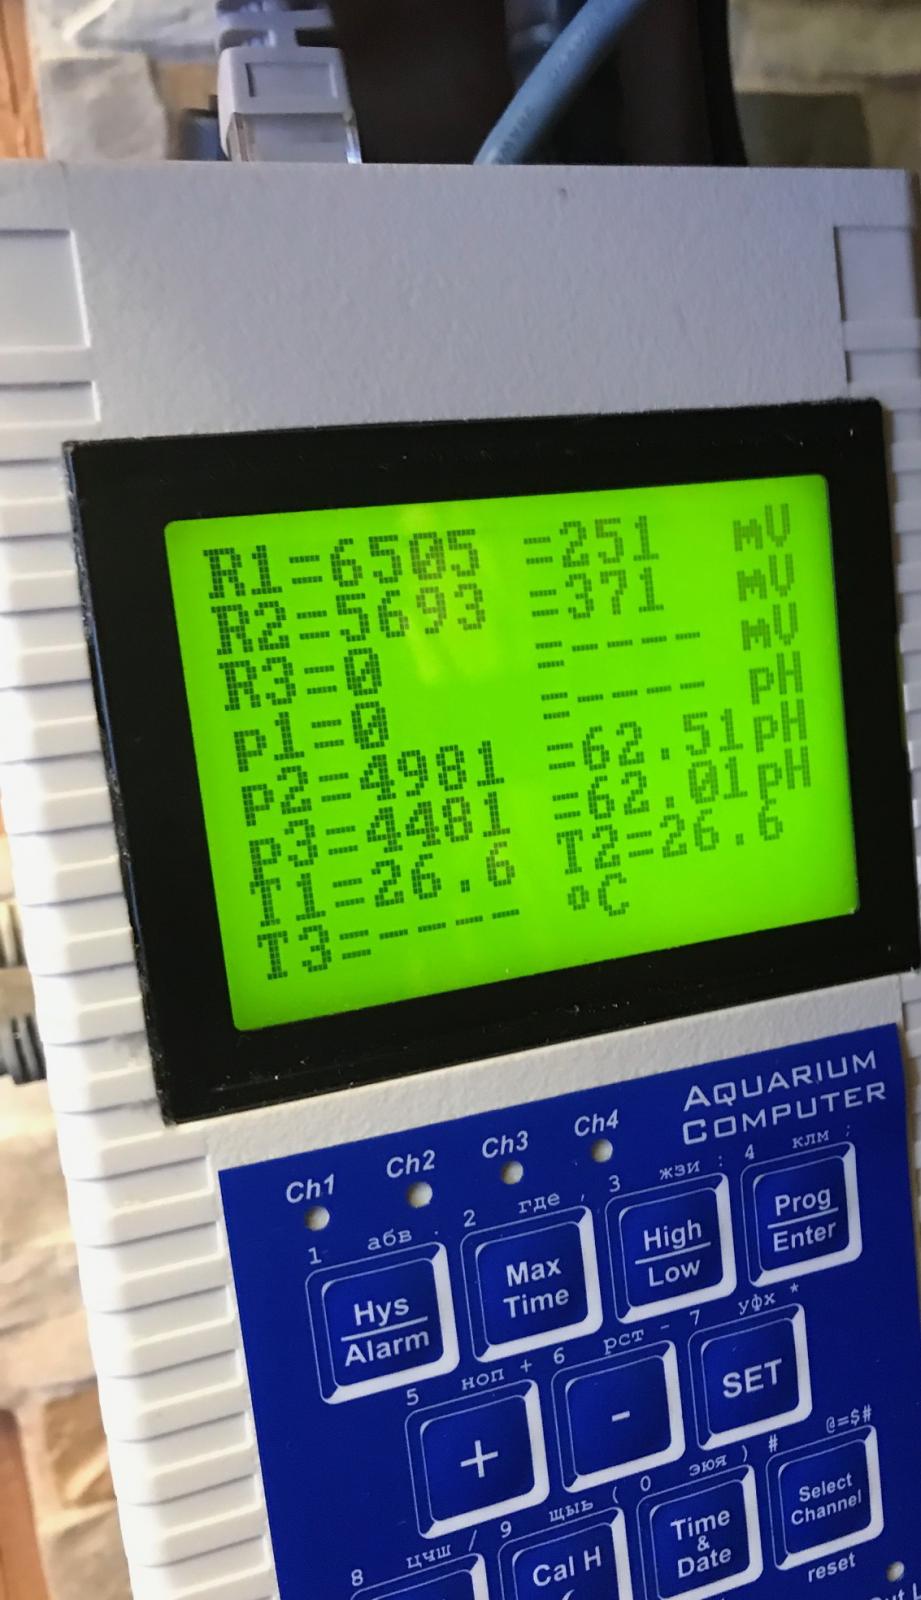 R1=6505 =251 mV
R2=5693 =371 mV
R3=0 =---- mV
p1=0 =---- pH
p2=4981 =62.51pH
p3=4481 =62.01pH
T1=26.6 T2=26.6
T3=---- ºC
AQUARIUM
COMPUTER
Ch1 Ch2 Ch3 Ch4
1 абв . 2 где , 3 жзи : 4 клм ;
Hys
Alarm
Max
Time
High
Low
Prog
Enter
5 ноп + 6 рст - 7 уфх *
+
-
SET
8 цчш / 9 щыь ( 0 эюя ) # @=$#
Cal H
Time
&
Date
Select
Channel
reset